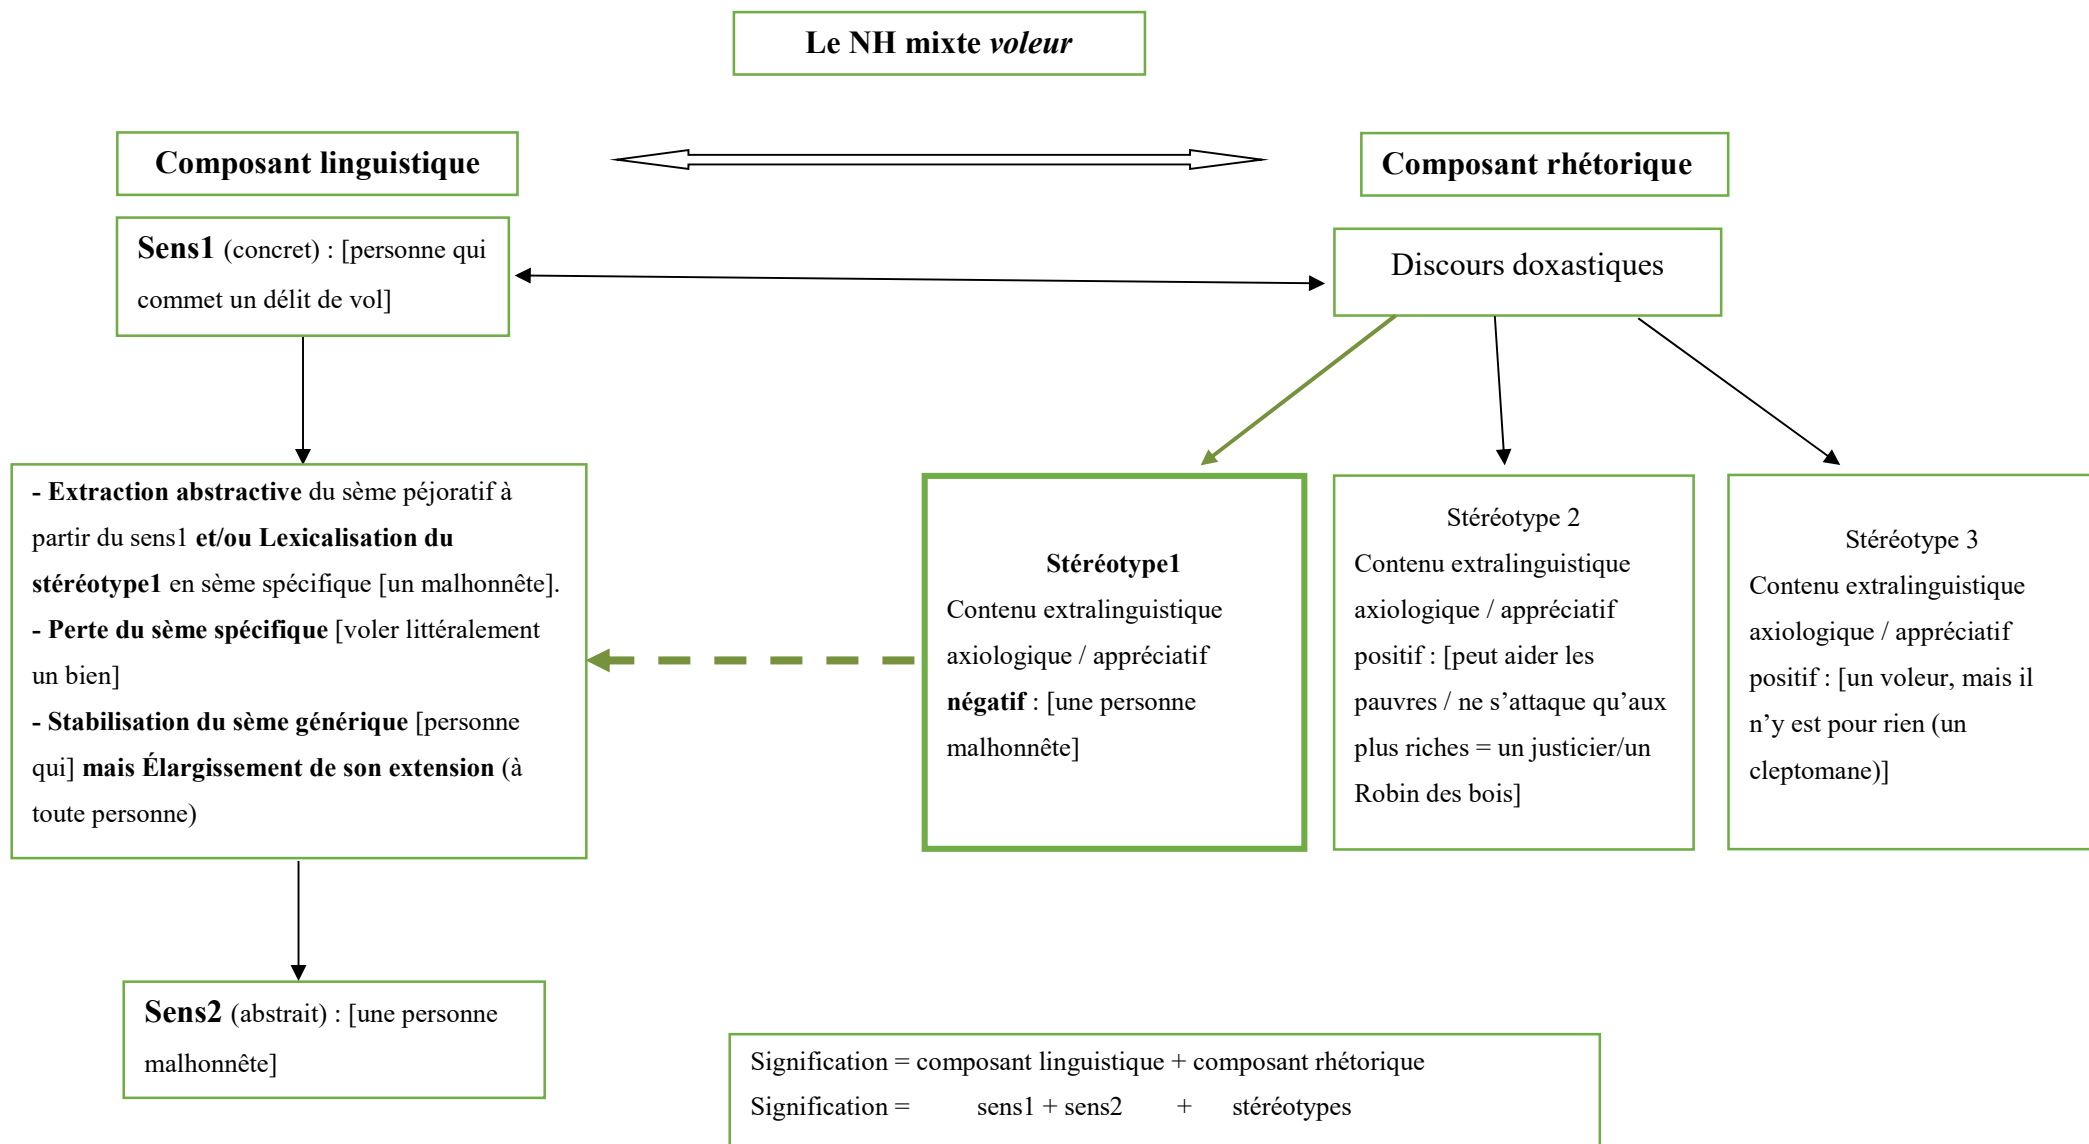 Le NH mixte voleur
Composant linguistique
Composant rhétorique
Sens1 (concret) : [personne qui
commet un délit de vol]
Discours doxastiques
- Extraction abstractive du sème péjoratif à
partir du sens1 et/ou Lexicalisation du
stéréotype1 en sème spécifique [un malhonnête].
- Perte du sème spécifique [voler littéralement
un bien]
- Stabilisation du sème générique [personne
qui] mais Élargissement de son extension (à
toute personne)
Stéréotype1
Contenu extralinguistique
axiologique / appréciatif
négatif : [une personne
malhonnête]
Stéréotype 2
Contenu extralinguistique
axiologique / appréciatif
positif : [peut aider les
pauvres / ne s’attaque qu’aux
plus riches = un justicier/un
Robin des bois]
Stéréotype 3
Contenu extralinguistique
axiologique / appréciatif
positif : [un voleur, mais il
n’y est pour rien (un
cleptomane)]
Sens2 (abstrait) : [une personne
malhonnête]
Signification = composant linguistique + composant rhétorique
Signification = sens1 + sens2 + stéréotypes